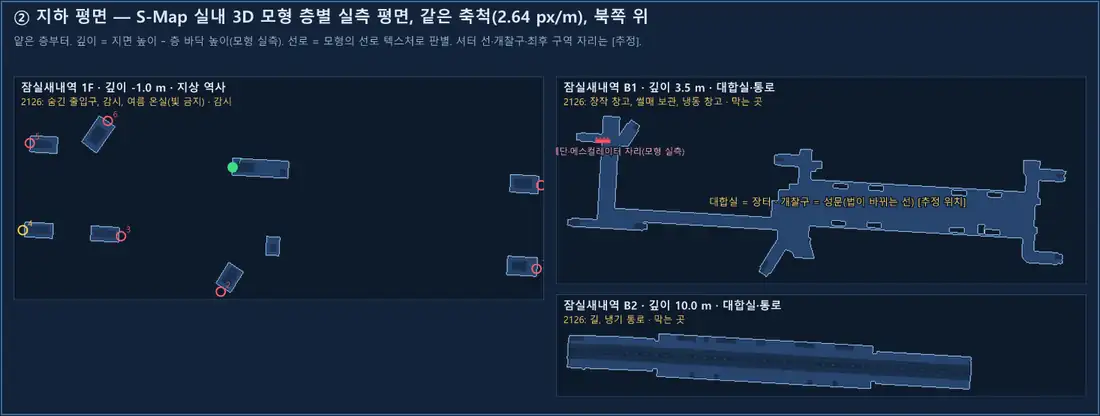 ② 지하 평면 — S-Map 실내 3D 모형 층별 실측 평면, 같은 축척(2.64 px/m), 북쪽 위
얕은 층부터. 깊이 = 지면 높이 − 층 바닥 높이(모형 실측). 선로 = 모형의 선로 텍스처로 판별. 셔터 선·개찰구·최후 구역 자리는 [추정].
잠실새내역 1F · 깊이 -1.0 m · 지상 역사
2126: 숨긴 출입구, 감시, 여름 온실(빛 금지) · 감시
6
5
4
3
잠실새내역 B1 · 깊이 3.5 m · 대합실·통로
2126: 장작 창고, 썰매 보관, 냉동 창고 · 막는 곳
단·에스컬레이터 자리(모형 실측)
대합실 = 장터 · 개찰구 = 성문(법이 바뀌는 선) [추정 위치]
잠실새내역 B2 · 깊이 10.0 m · 대합실·통로
2126: 길, 냉기 통로 · 막는 곳